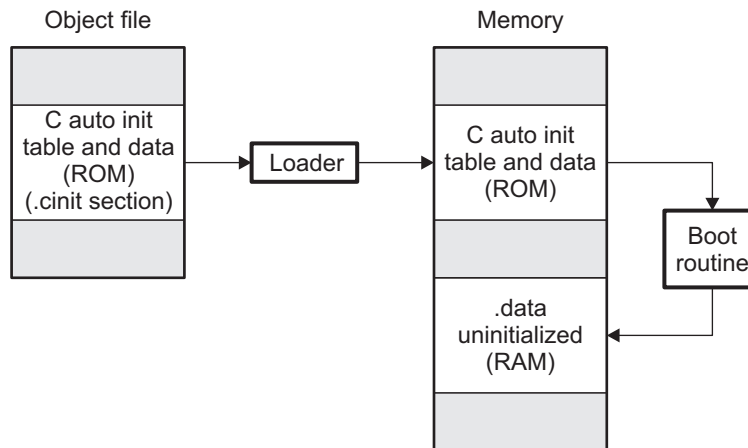 Object file
Memory
C auto init
table and data
(ROM)
(.cinit section)
Loader
C auto init
table and data
(ROM)
Boot
routine
.data
uninitialized
(RAM)